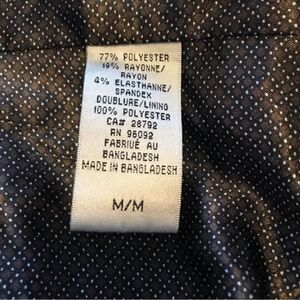 77% POLYESTER
19% RAYONNE/
RAYON
4% ELASTHANNE/
SPANDEX
DOUBLURE/LINING
100% POLYESTER
CA# 28792
RN 96092
FABRIQUÉ AU
BANGLADESH
MADE IN BANGLADESH
M/M